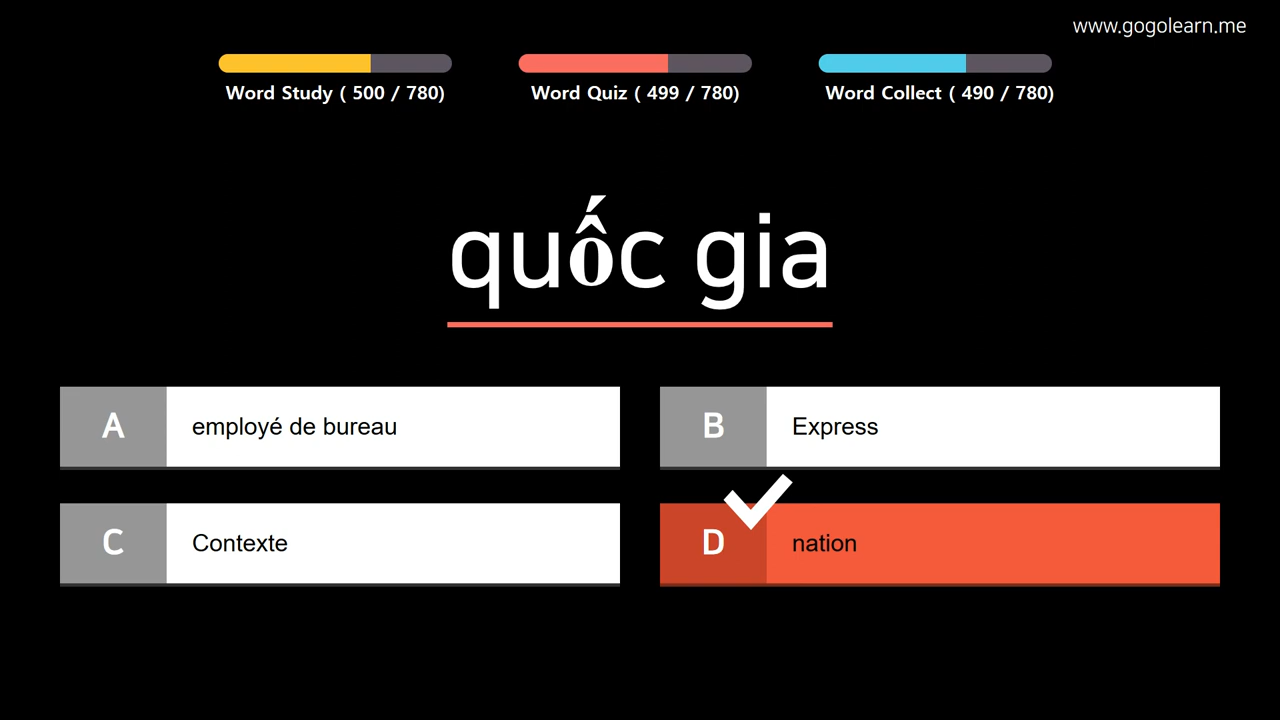 www.gogolearn.me
Word Study ( 500 / 780)
Word Quiz ( 499 / 780)
Word Collect ( 490 / 780)
quốc gia
A employé de bureau
B Express
C Contexte
D nation